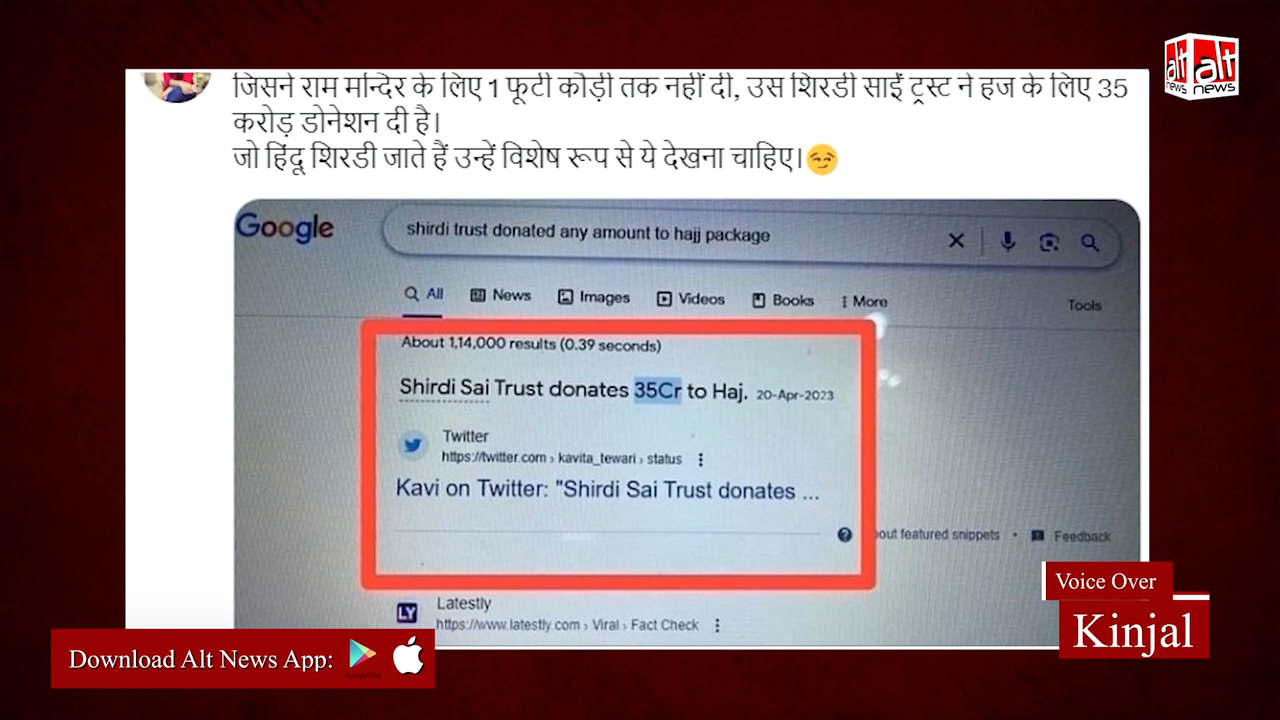 alt alt
news news
जिसने राम मन्दिर के लिए 1 फूटी कौड़ी तक नहीं दी, उस शिरडी साईं ट्रस्ट ने हज के लिए 35
करोड़ डोनेशन दी है।
जो हिंदू शिरडी जाते हैं उन्हें विशेष रूप से ये देखना चाहिए।😏
Google
shirdi trust donated any amount to hajj package
All News Images Videos Books More Tools
About 1,14,000 results (0.39 seconds)
Shirdi Sai Trust donates 35Cr to Haj. 20-Apr-2023
Twitter
https://twitter.com › kavita_tewari › status
Kavi on Twitter: "Shirdi Sai Trust donates ...
out featured snippets • Feedback
LY Latestly
https://www.latestly.com › Viral › Fact Check
Voice Over
Kinjal
Download Alt News App:
Google Play